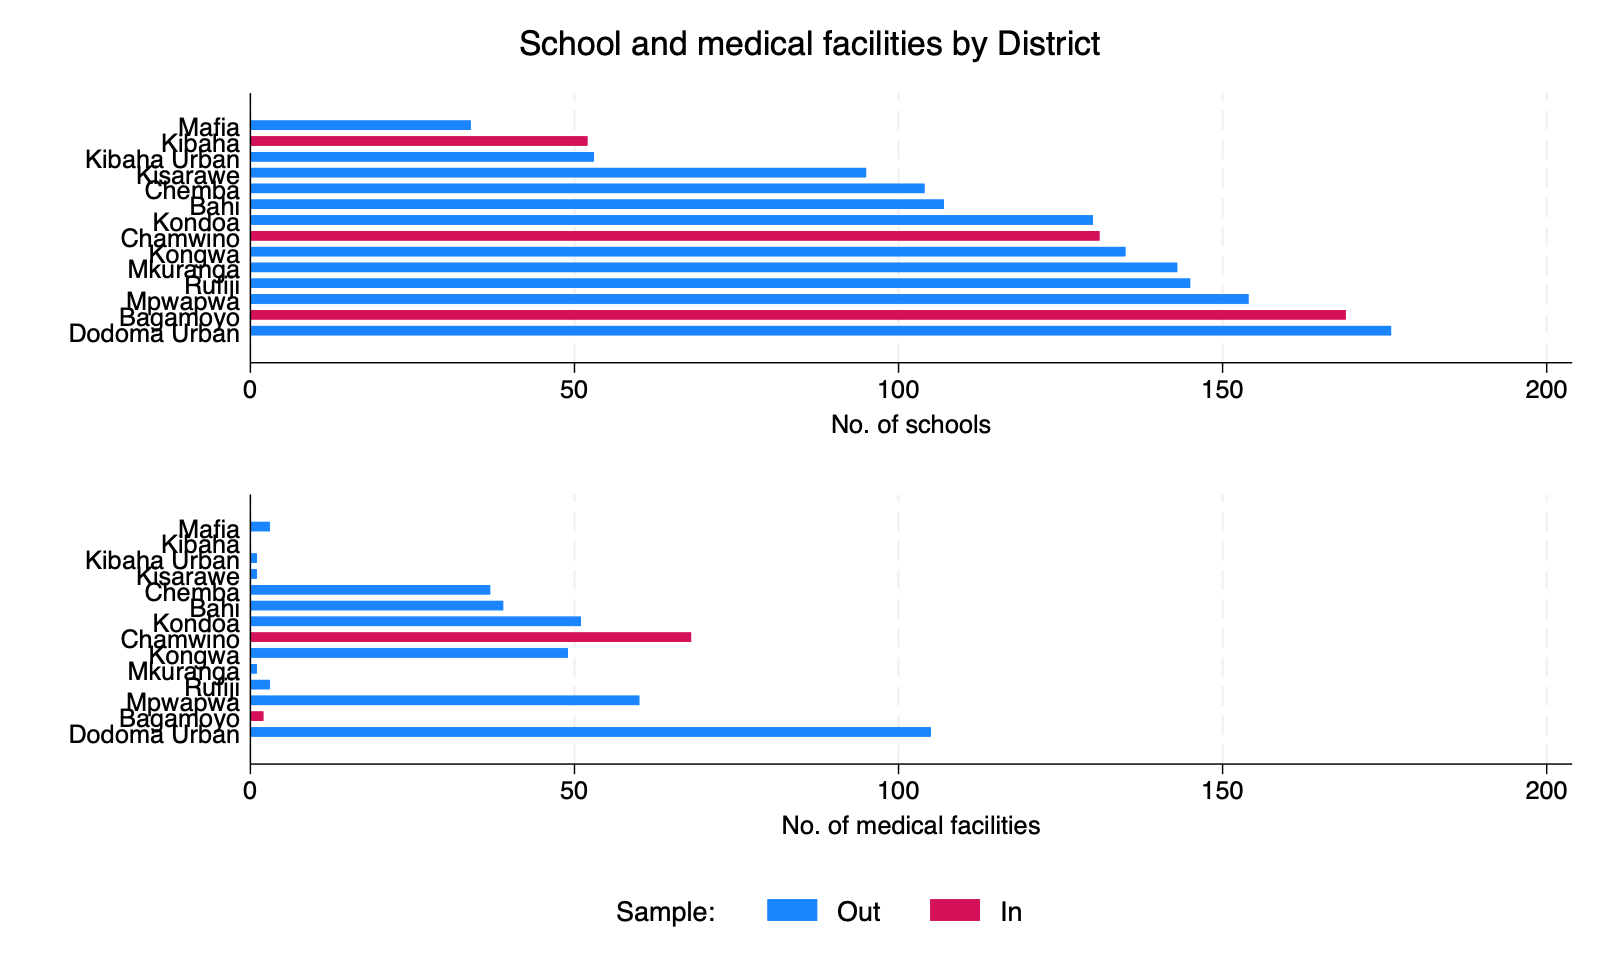 School and medical facilities by District
Mafia
Kibaha
Kibaha Urban
Kisarawe
Chemba
Bahi
Kondoa
Chamwino
Kongwa
Mkuranga
Rufiji
Mpwapwa
Bagamoyo
Dodoma Urban
0 50 100 150 200
No. of schools
Mafia
Kibaha
Kibaha Urban
Kisarawe
Chemba
Bahi
Kondoa
Chamwino
Kongwa
Mkuranga
Rufiji
Mpwapwa
Bagamoyo
Dodoma Urban
0 50 100 150 200
No. of medical facilities
Sample: Out In